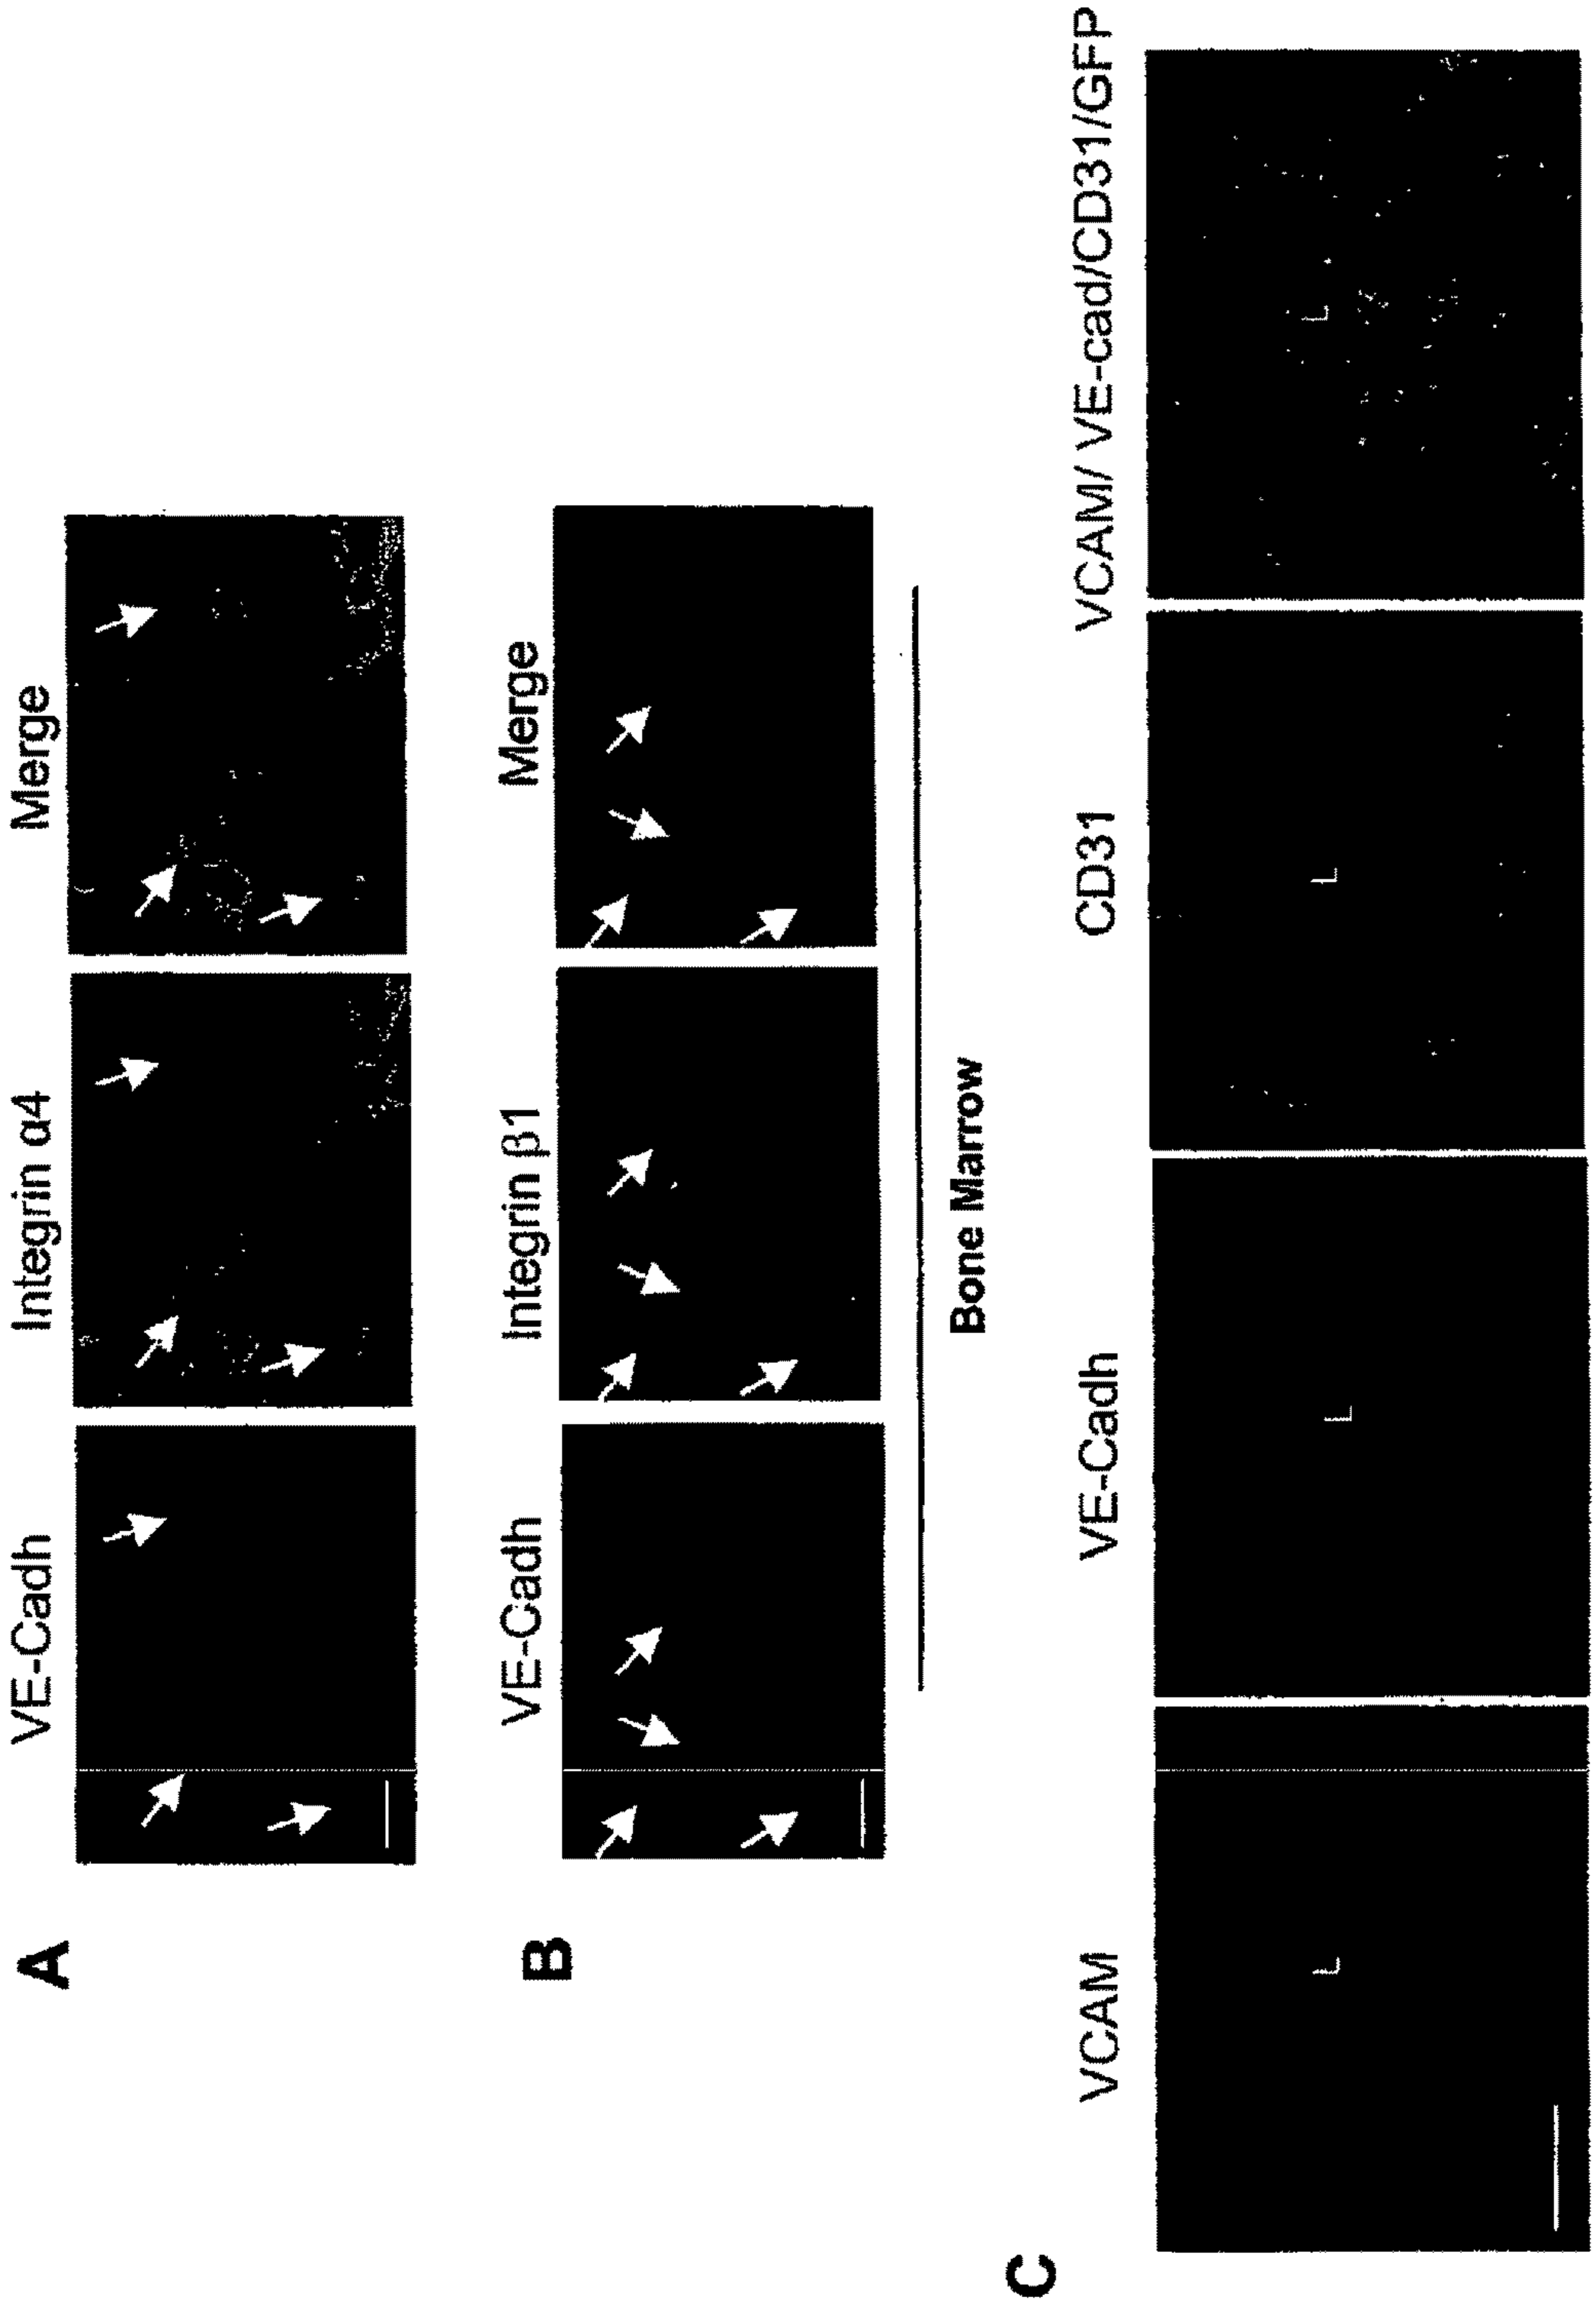 A
VE-Cadh Integrin α4 Merge
B
VE-Cadh Integrin β1 Merge
Bone Marrow
C
VCAM VE-Cadh CD31 VCAM/ VE-cad/CD31/GFP